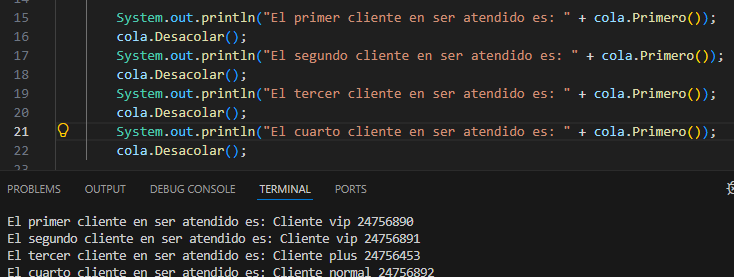 15 System.out.println("El primer cliente en ser atendido es: " + cola.Primero());
16 cola.Desacolar();
17 System.out.println("El segundo cliente en ser atendido es: " + cola.Primero());
18 cola.Desacolar();
19 System.out.println("El tercer cliente en ser atendido es: " + cola.Primero());
20 cola.Desacolar();
21 System.out.println("El cuarto cliente en ser atendido es: " + cola.Primero());
22 cola.Desacolar();
23
PROBLEMS OUTPUT DEBUG CONSOLE TERMINAL PORTS
El primer cliente en ser atendido es: Cliente vip 24756890
El segundo cliente en ser atendido es: Cliente vip 24756891
El tercer cliente en ser atendido es: Cliente plus 24756453
El cuarto cliente en ser atendido es: Cliente normal 24756892